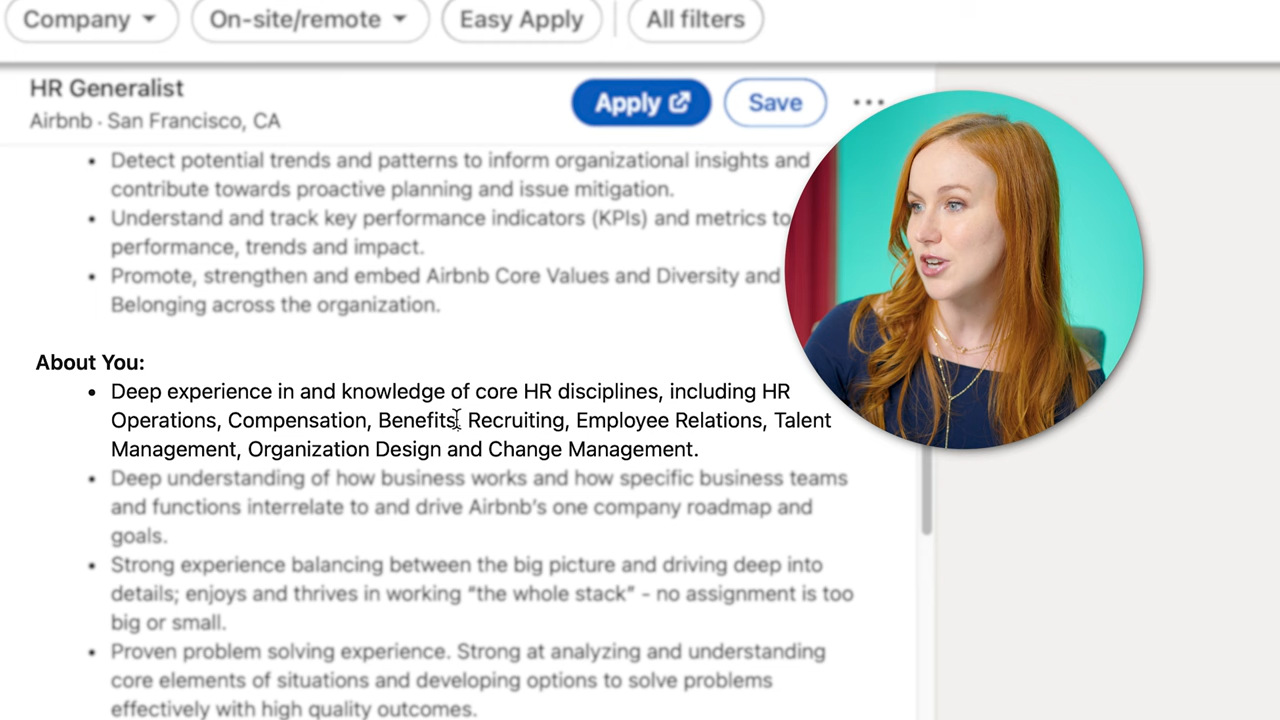 Company On-site/remote Easy Apply All filters
HR Generalist
Airbnb · San Francisco, CA
Apply Save
• Detect potential trends and patterns to inform organizational insights and
contribute towards proactive planning and issue mitigation.
• Understand and track key performance indicators (KPIs) and metrics to
performance, trends and impact.
• Promote, strengthen and embed Airbnb Core Values and Diversity and
Belonging across the organization.
About You:
• Deep experience in and knowledge of core HR disciplines, including HR
Operations, Compensation, Benefits, Recruiting, Employee Relations, Talent
Management, Organization Design and Change Management.
• Deep understanding of how business works and how specific business teams
and functions interrelate to and drive Airbnb’s one company roadmap and
goals.
• Strong experience balancing between the big picture and driving deep into
details; enjoys and thrives in working “the whole stack” - no assignment is too
big or small.
• Proven problem solving experience. Strong at analyzing and understanding
core elements of situations and developing options to solve problems
effectively with high quality outcomes.